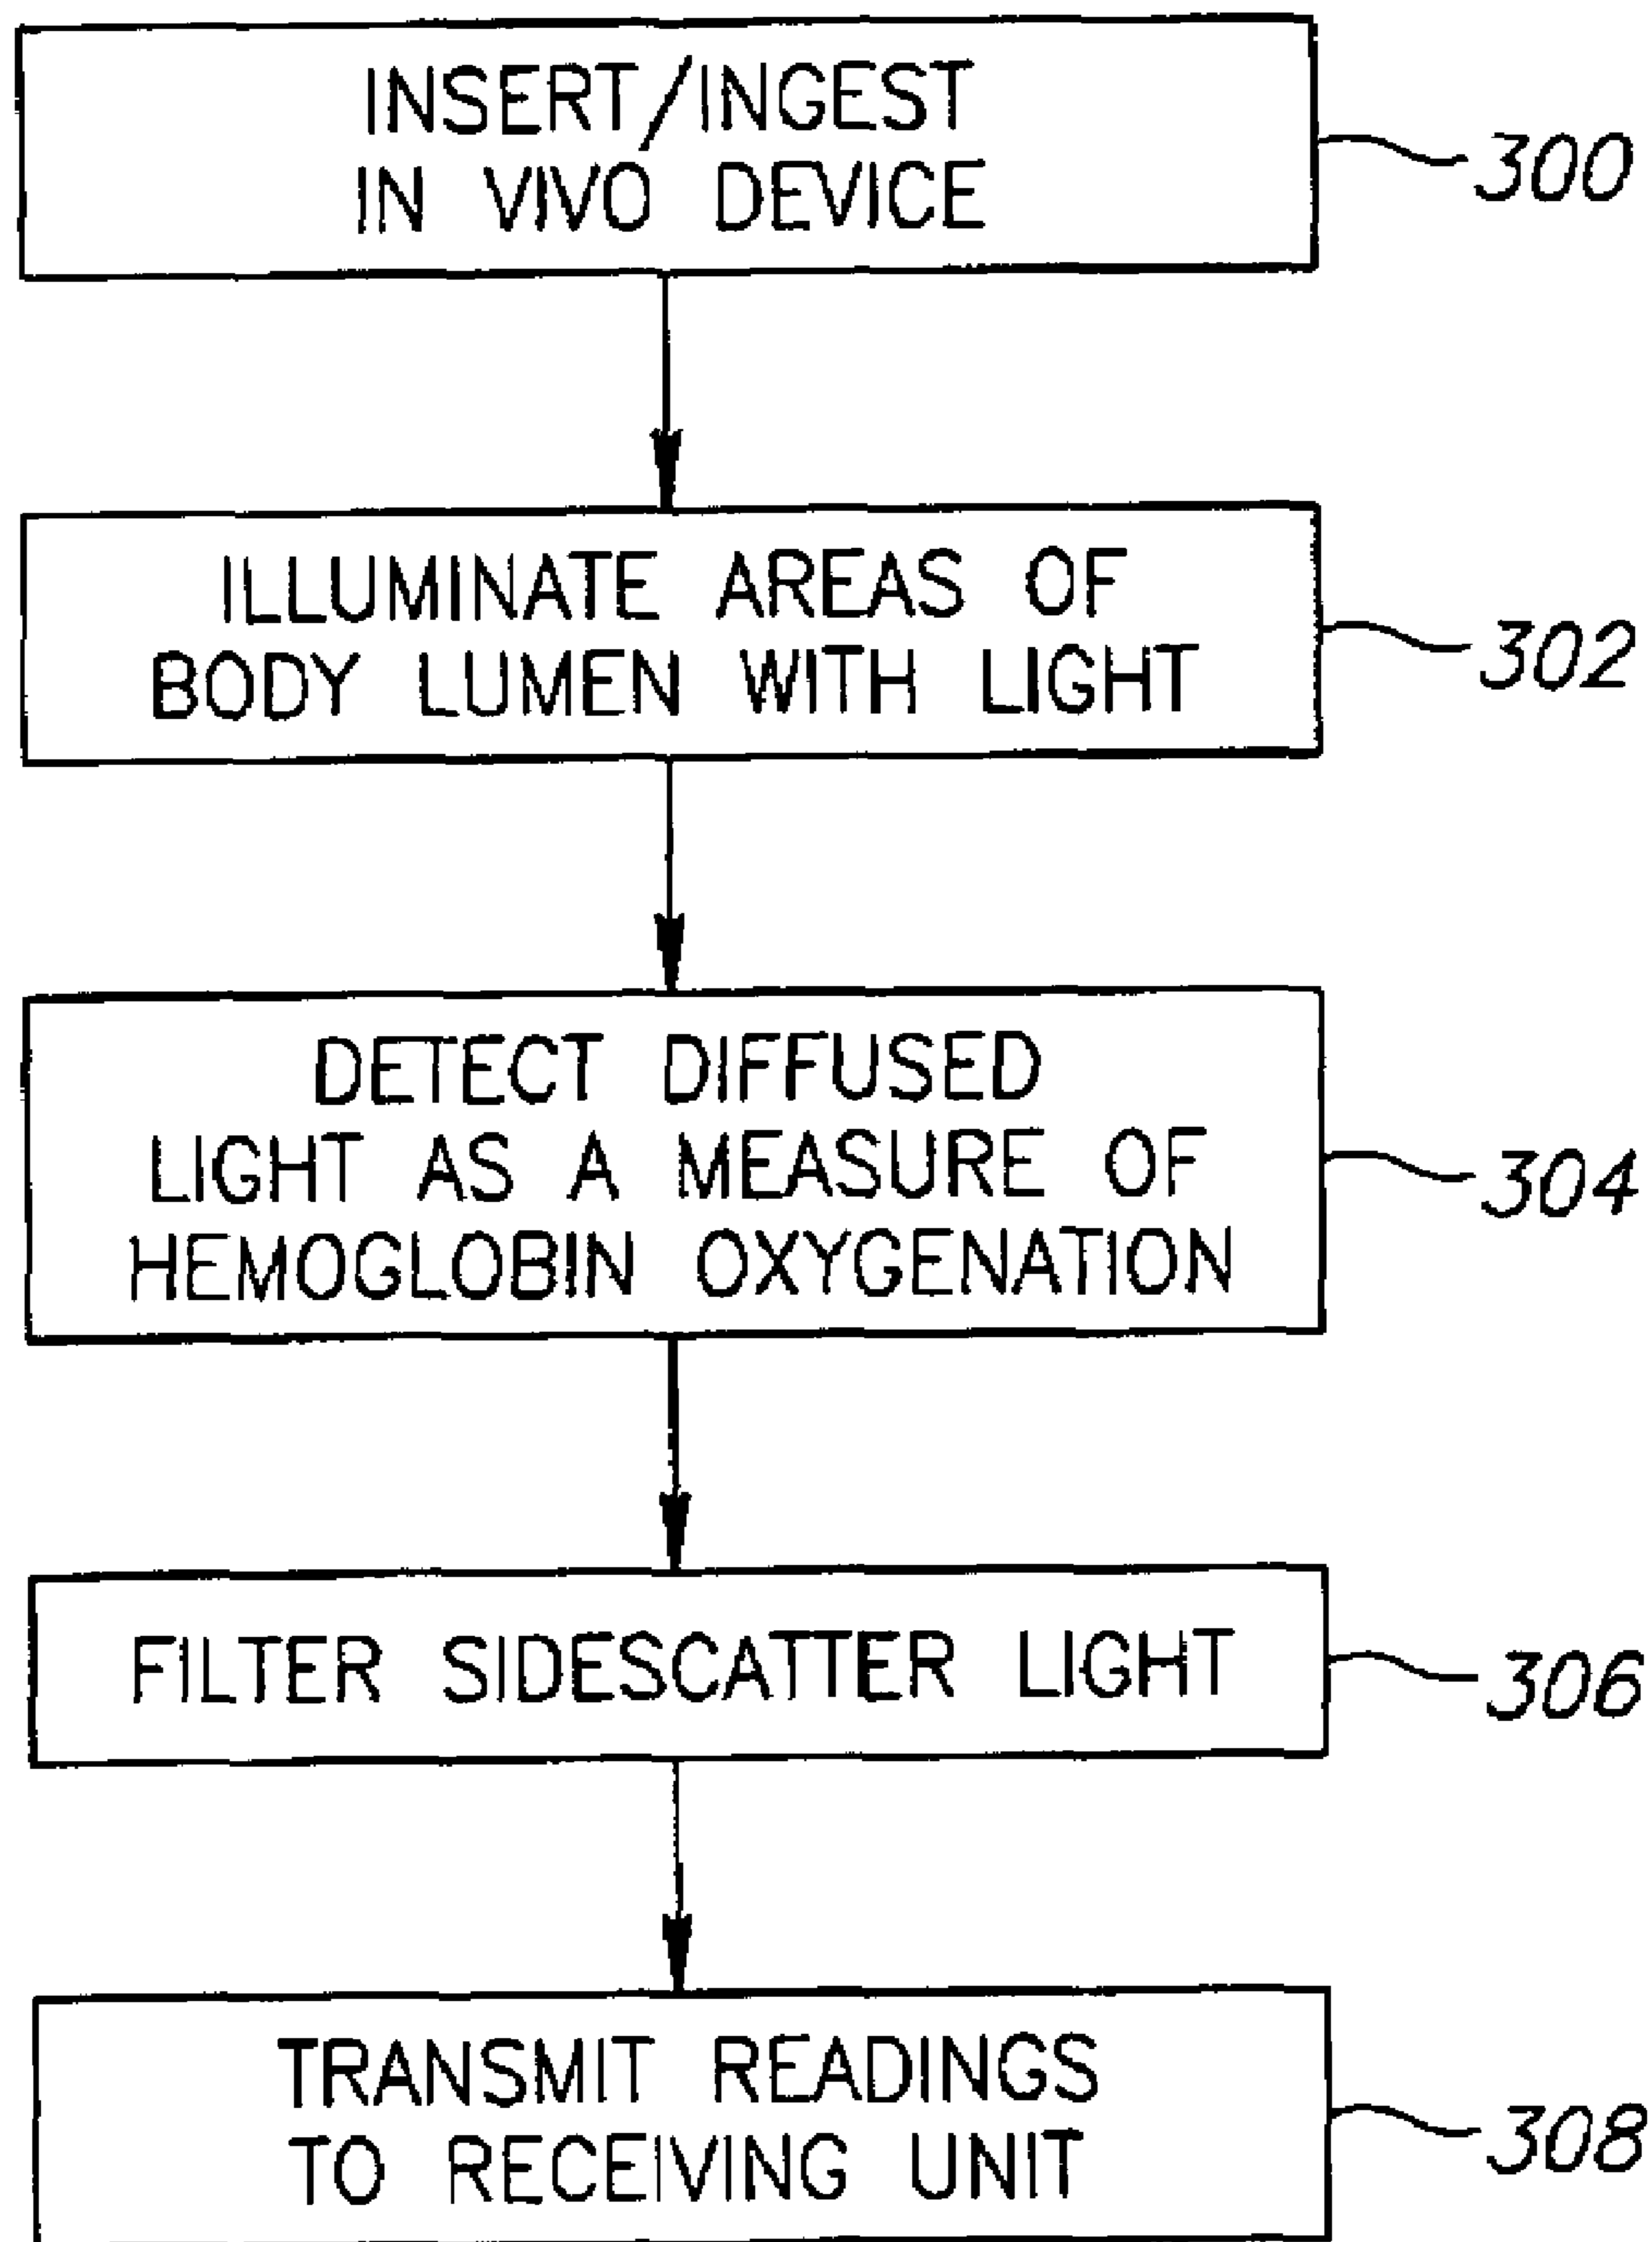 INSERT/INGEST
IN VIVO DEVICE
300
ILLUMINATE AREAS OF
BODY LUMEN WITH LIGHT
302
DETECT DIFFUSED
LIGHT AS A MEASURE OF
HEMOGLOBIN OXYGENATION
304
FILTER SIDESCATTER LIGHT
306
TRANSMIT READINGS
TO RECEIVING UNIT
308